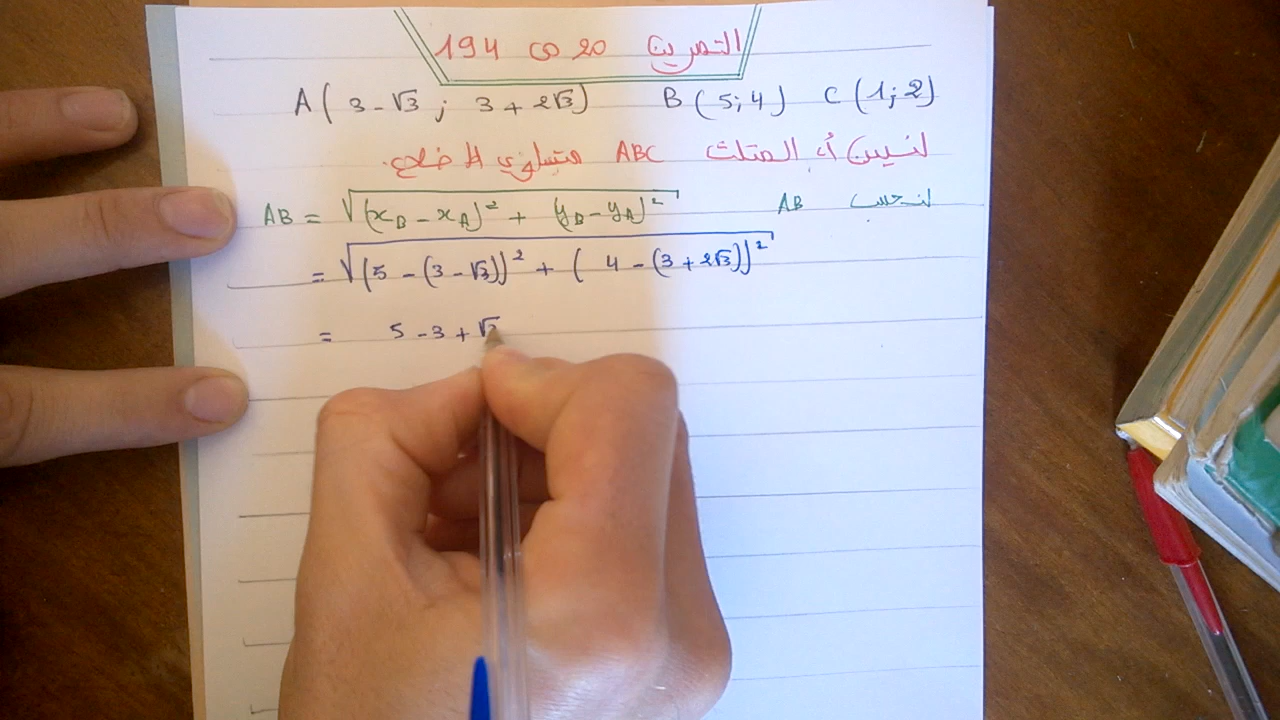 التمرين 20 ص 194
A( 3-√3 ; 3+2√3 ) B(5;4) C(1;2)
لنبين أن المثلث ABC متساوي الأضلاع.
لنحسب AB
AB = √(x_B - x_A)² + (y_B - y_A)²
= √(5 - (3-√3))² + ( 4 - (3+2√3))²
= 5 - 3 + √3